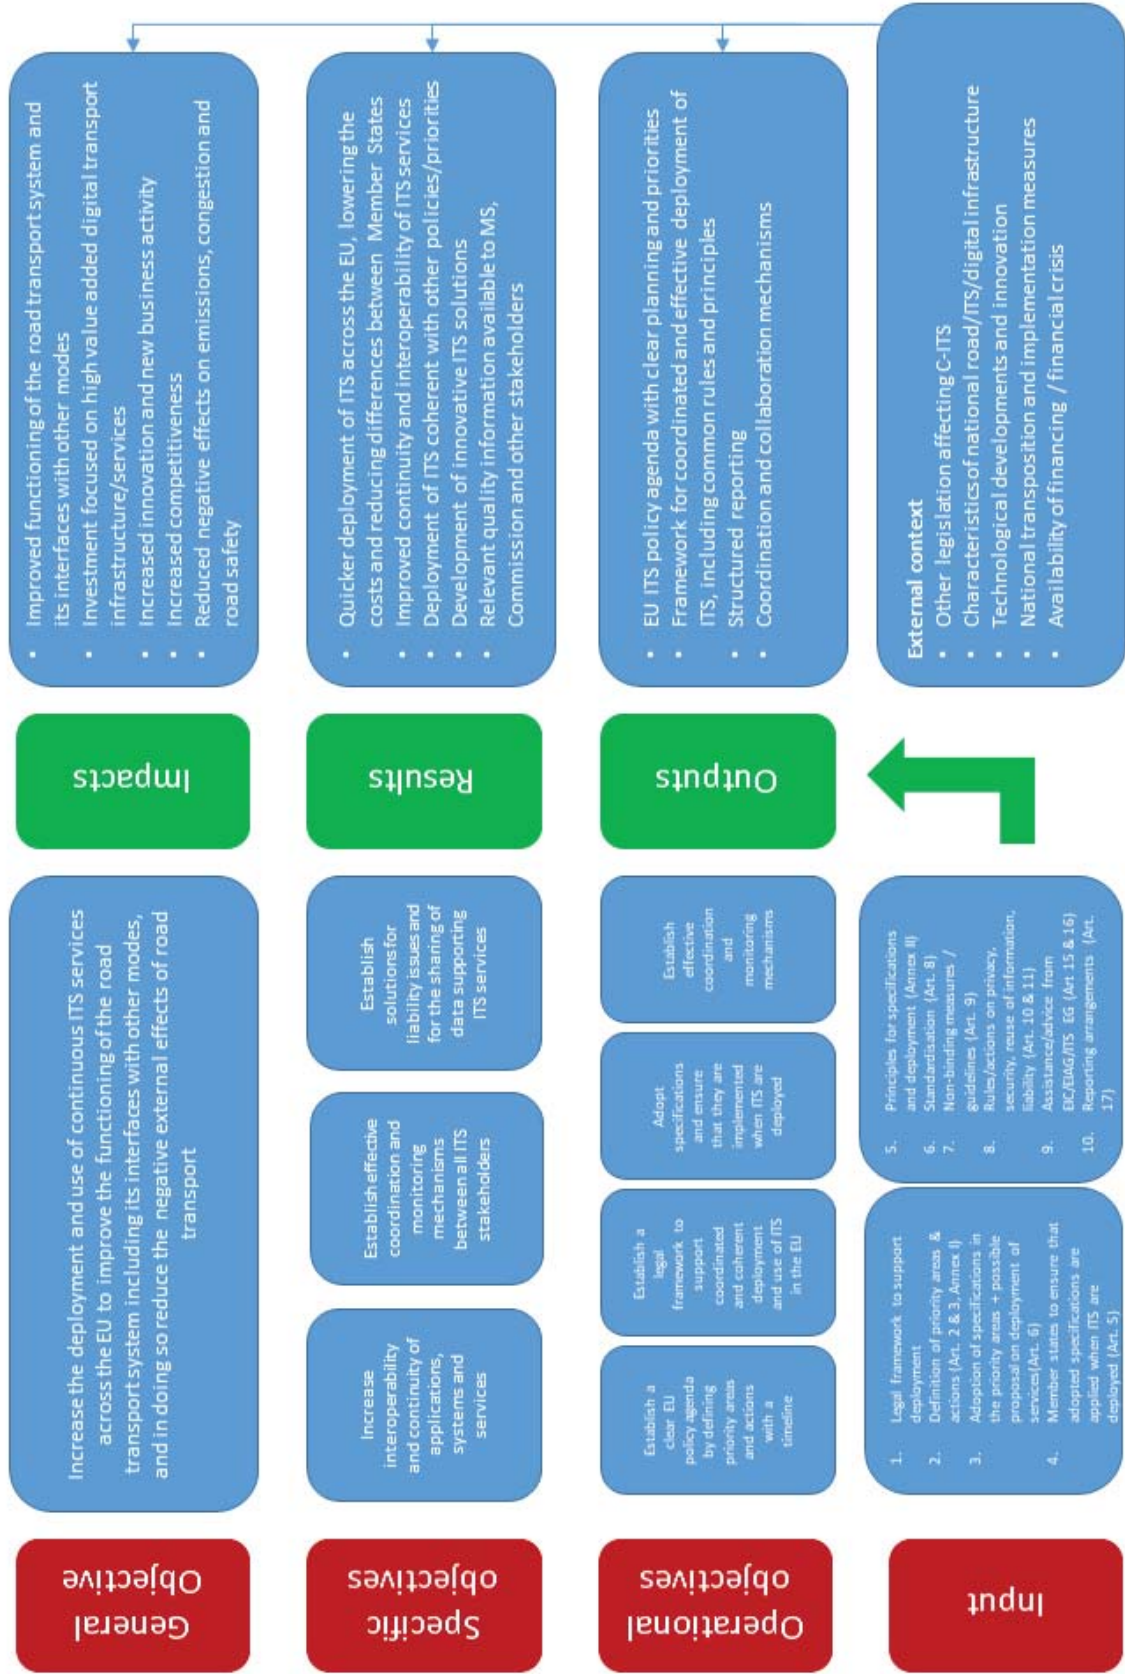 General
Objective
Increase the deployment and use of continuous ITS services
across the EU to improve the functioning of the road
transport system including its interfaces with other modes,
and in doing so reduce the negative external effects of road
transport
Impacts
• Improved functioning of the road transport system and
its interfaces with other modes
• Investment focused on high value added digital transport
infrastructure/services
• Increased innovation and new business activity
• Increased competitiveness
• Reduced negative effects on emissions, congestion and
road safety
Specific
objectives
Increase
interoperability
and continuity of
applications,
systems and
services
Establish effective
coordination and
monitoring
mechanisms
between all ITS
stakeholders
Establish
solutions for
liability issues and
for the sharing of
data supporting
ITS services
Results
• Quicker deployment of ITS across the EU, lowering the
costs and reducing differences between Member States
• Improved continuity and interoperability of ITS services
• Deployment of ITS coherent with other policies/priorities
• Development of innovative ITS solutions
• Relevant quality information available to MS,
Commission and other stakeholders
Operational
objectives
Establish a
clear EU
policy agenda
by defining
priority areas
and actions
with a
timeline
Establish a
legal
framework to
support
coordinated
and coherent
deployment
and use of ITS
in the EU
Adopt
specifications
and ensure
that they are
implemented
when ITS are
deployed
Establish
effective
coordination
and
monitoring
mechanisms
Outputs
• EU ITS policy agenda with clear planning and priorities
• Framework for coordinated and effective deployment of
ITS, including common rules and principles
• Structured reporting
• Coordination and collaboration mechanisms
Input
1. Legal framework to support
deployment
2. Definition of priority areas &
actions (Art. 2 & 3, Annex I)
3. Adoption of specifications in
the priority areas + possible
proposal on deployment of
services(Art. 6)
4. Member states to ensure that
adopted specifications are
applied when ITS are
deployed (Art. 5)
5. Principles for specifications
and deployment (Annex II)
6. Standardisation (Art. 8)
7. Non-binding measures /
guidelines (Art. 9)
8. Rules/actions on privacy,
security, reuse of information,
liability (Art. 10 & 11)
9. Assistance/advice from
EIC/EIAG/ITS EG (Art 15 & 16)
10. Reporting arrangements (Art.
17)
External context
• Other legislation affecting C-ITS
• Characteristics of national road/ITS/digital infrastructure
• Technological developments and innovation
• National transposition and implementation measures
• Availability of financing / financial crisis